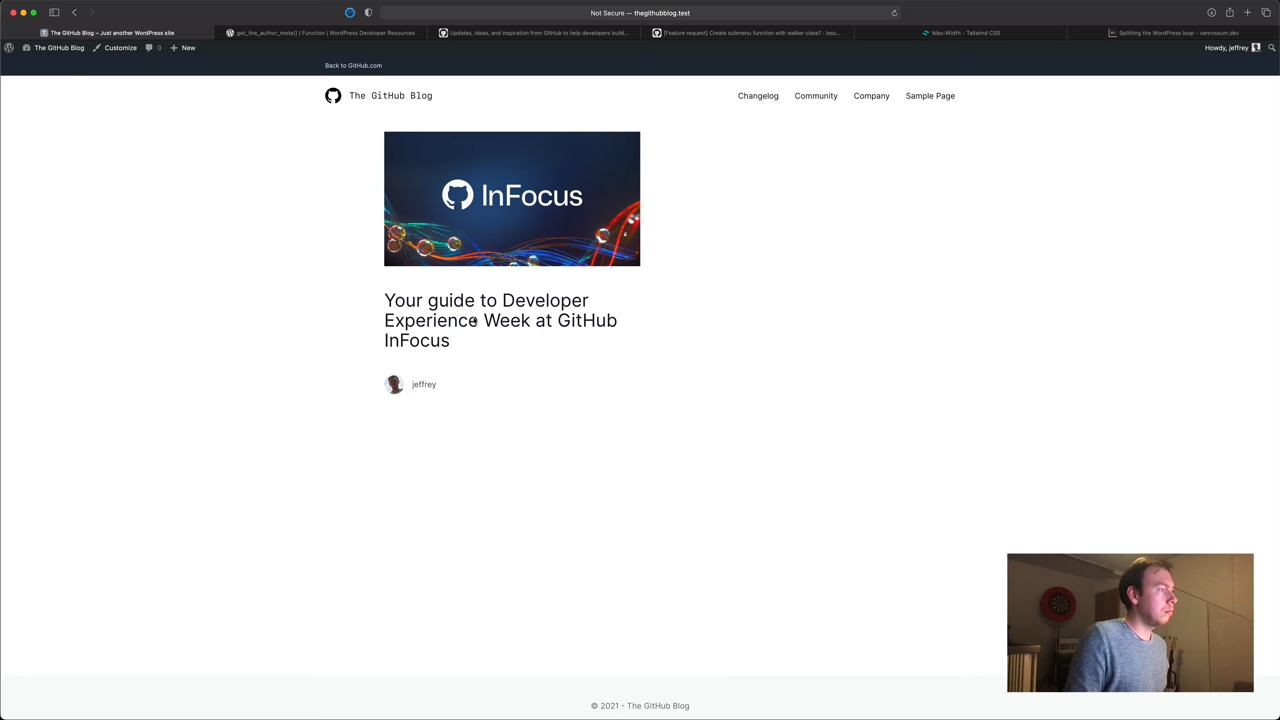 Not Secure — thegithubblog.test
The GitHub Blog – Just another WordPress site
get_the_author_meta() | Function | WordPress Developer Resources
Updates, ideas, and inspiration from GitHub to help developers build...
[Feature request] Create submenu function with walker class? · Issu...
Max-Width - Tailwind CSS
Splitting the WordPress loop - vanrossum.dev
The GitHub Blog
Customize
0
New
Howdy, jeffrey
Back to GitHub.com
The GitHub Blog
Changelog
Community
Company
Sample Page
InFocus
Your guide to Developer
Experience Week at GitHub
InFocus
jeffrey
© 2021 - The GitHub Blog